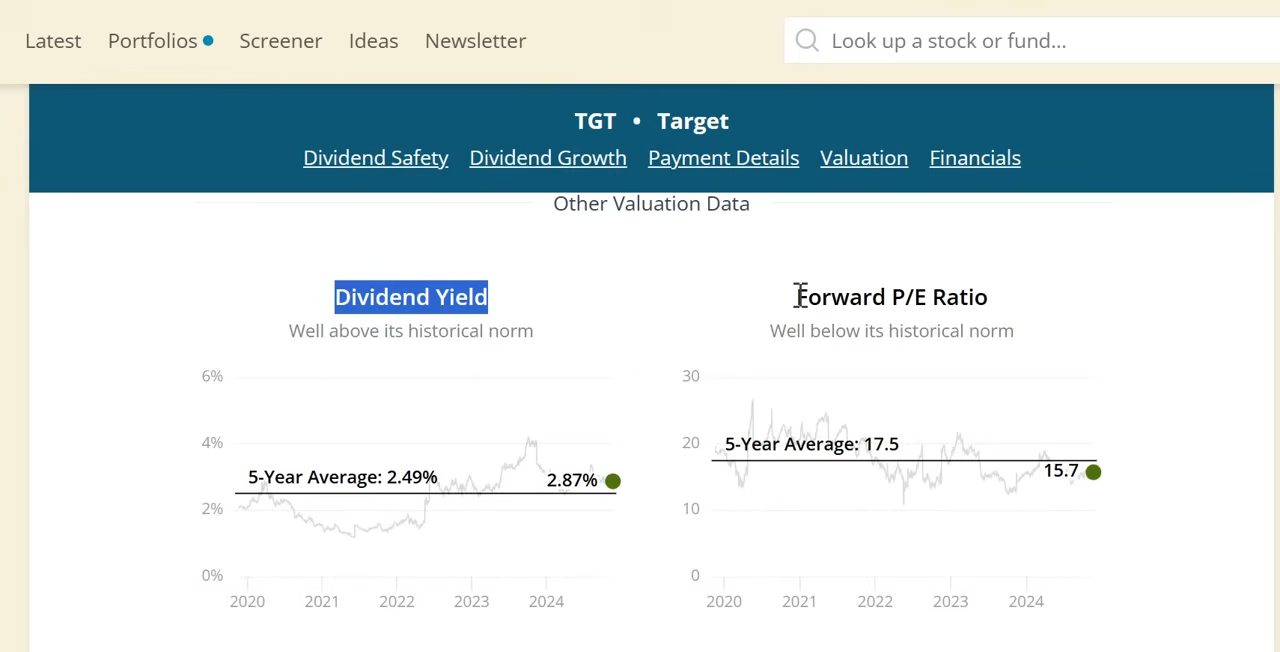 Latest Portfolios Screener Ideas Newsletter Look up a stock or fund...
TGT • Target
Dividend Safety Dividend Growth Payment Details Valuation Financials
Other Valuation Data
Dividend Yield
Well above its historical norm
6%
4%
2%
0%
5-Year Average: 2.49%
2.87%
2020 2021 2022 2023 2024
Forward P/E Ratio
Well below its historical norm
30
20
10
0
5-Year Average: 17.5
15.7
2020 2021 2022 2023 2024